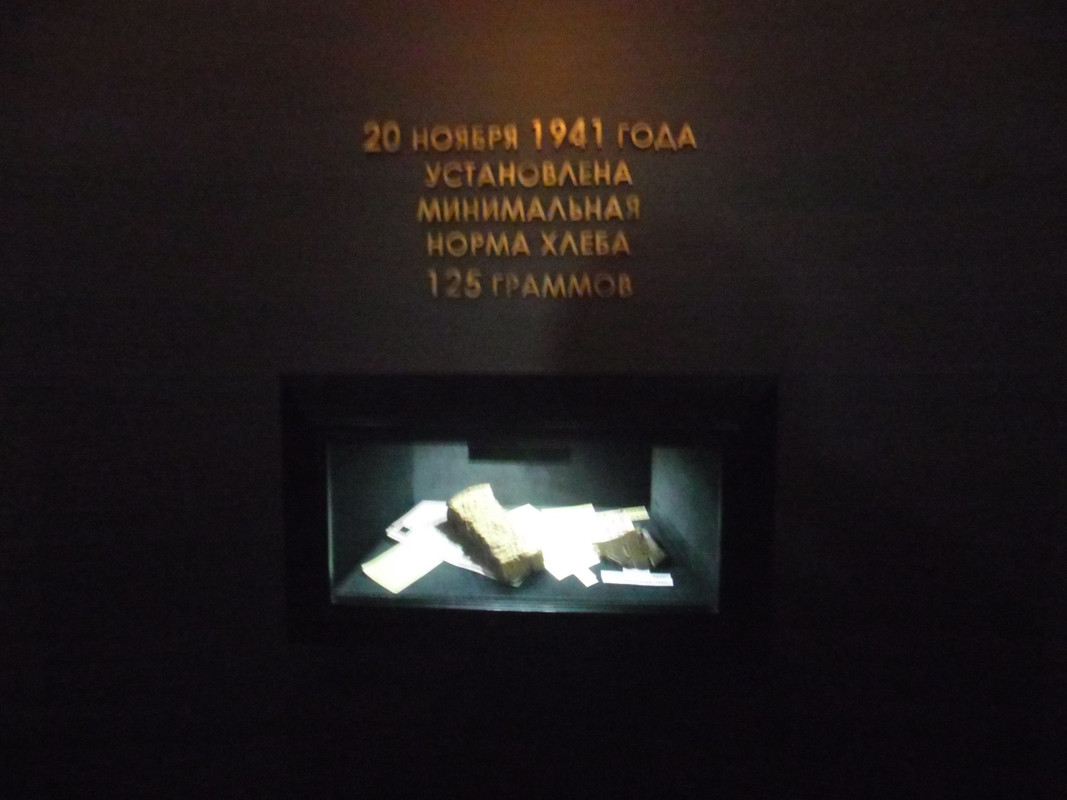 20 НОЯБРЯ 1941 ГОДА
УСТАНОВЛЕНА
МИНИМАЛЬНАЯ
НОРМА ХЛЕБА
125 ГРАММОВ